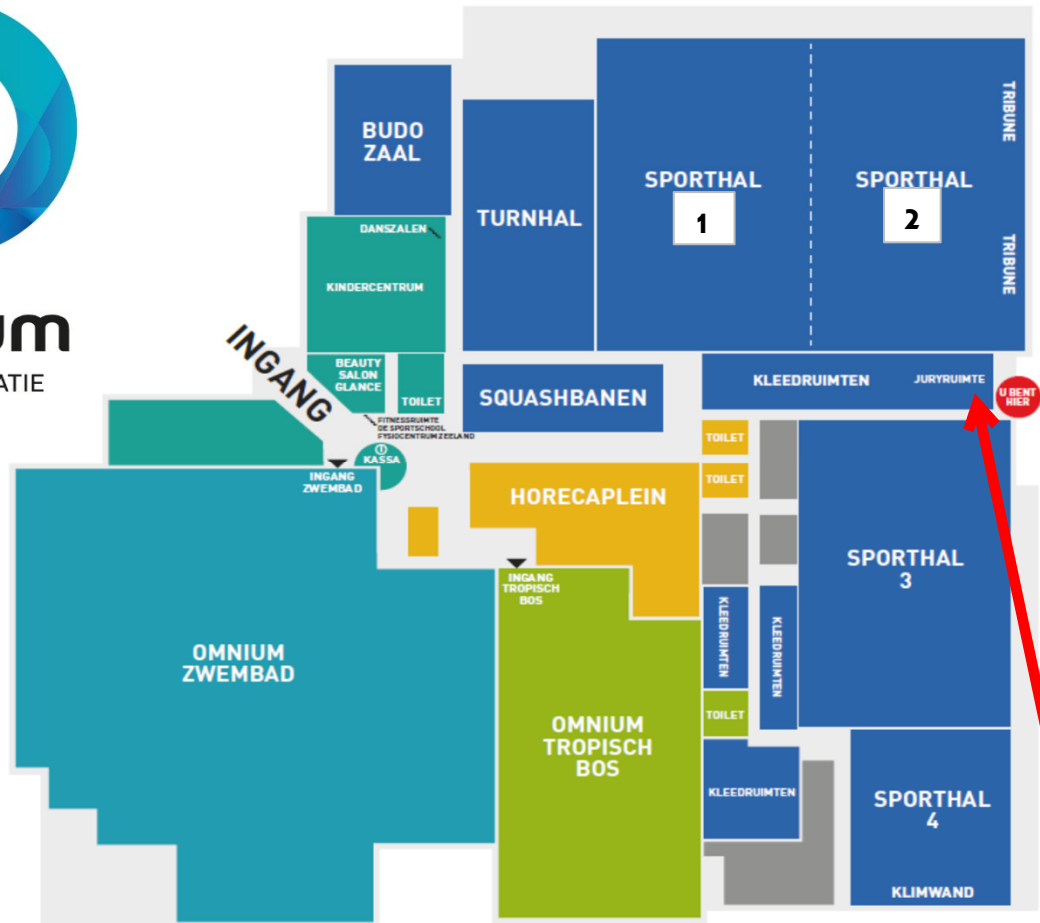 um
ATIE
BUDO
ZAAL
TURNHAL
SPORTHAL
1
SPORTHAL
2
TRIBUNE
TRIBUNE
DANSZALEN
KINDERCENTRUM
INGANG
BEAUTY
SALON
GLANCE
TOILET
FITNESSRUIMTE
DE SPORTSCHOOL
FYSIOCENTRUM ZEELAND
KASSA
INGANG
ZWEMBAD
SQUASHBANEN
KLEEDRUIMTEN
JURYRUIMTE
U BENT
HIER
TOILET
TOILET
HORECAPLEIN
INGANG
TROPISCH
BOS
SPORTHAL
3
KLEEDRUIMTEN
KLEEDRUIMTEN
OMNIUM
ZWEMBAD
OMNIUM
TROPISCH
BOS
TOILET
KLEEDRUIMTEN
SPORTHAL
4
KLIMWAND